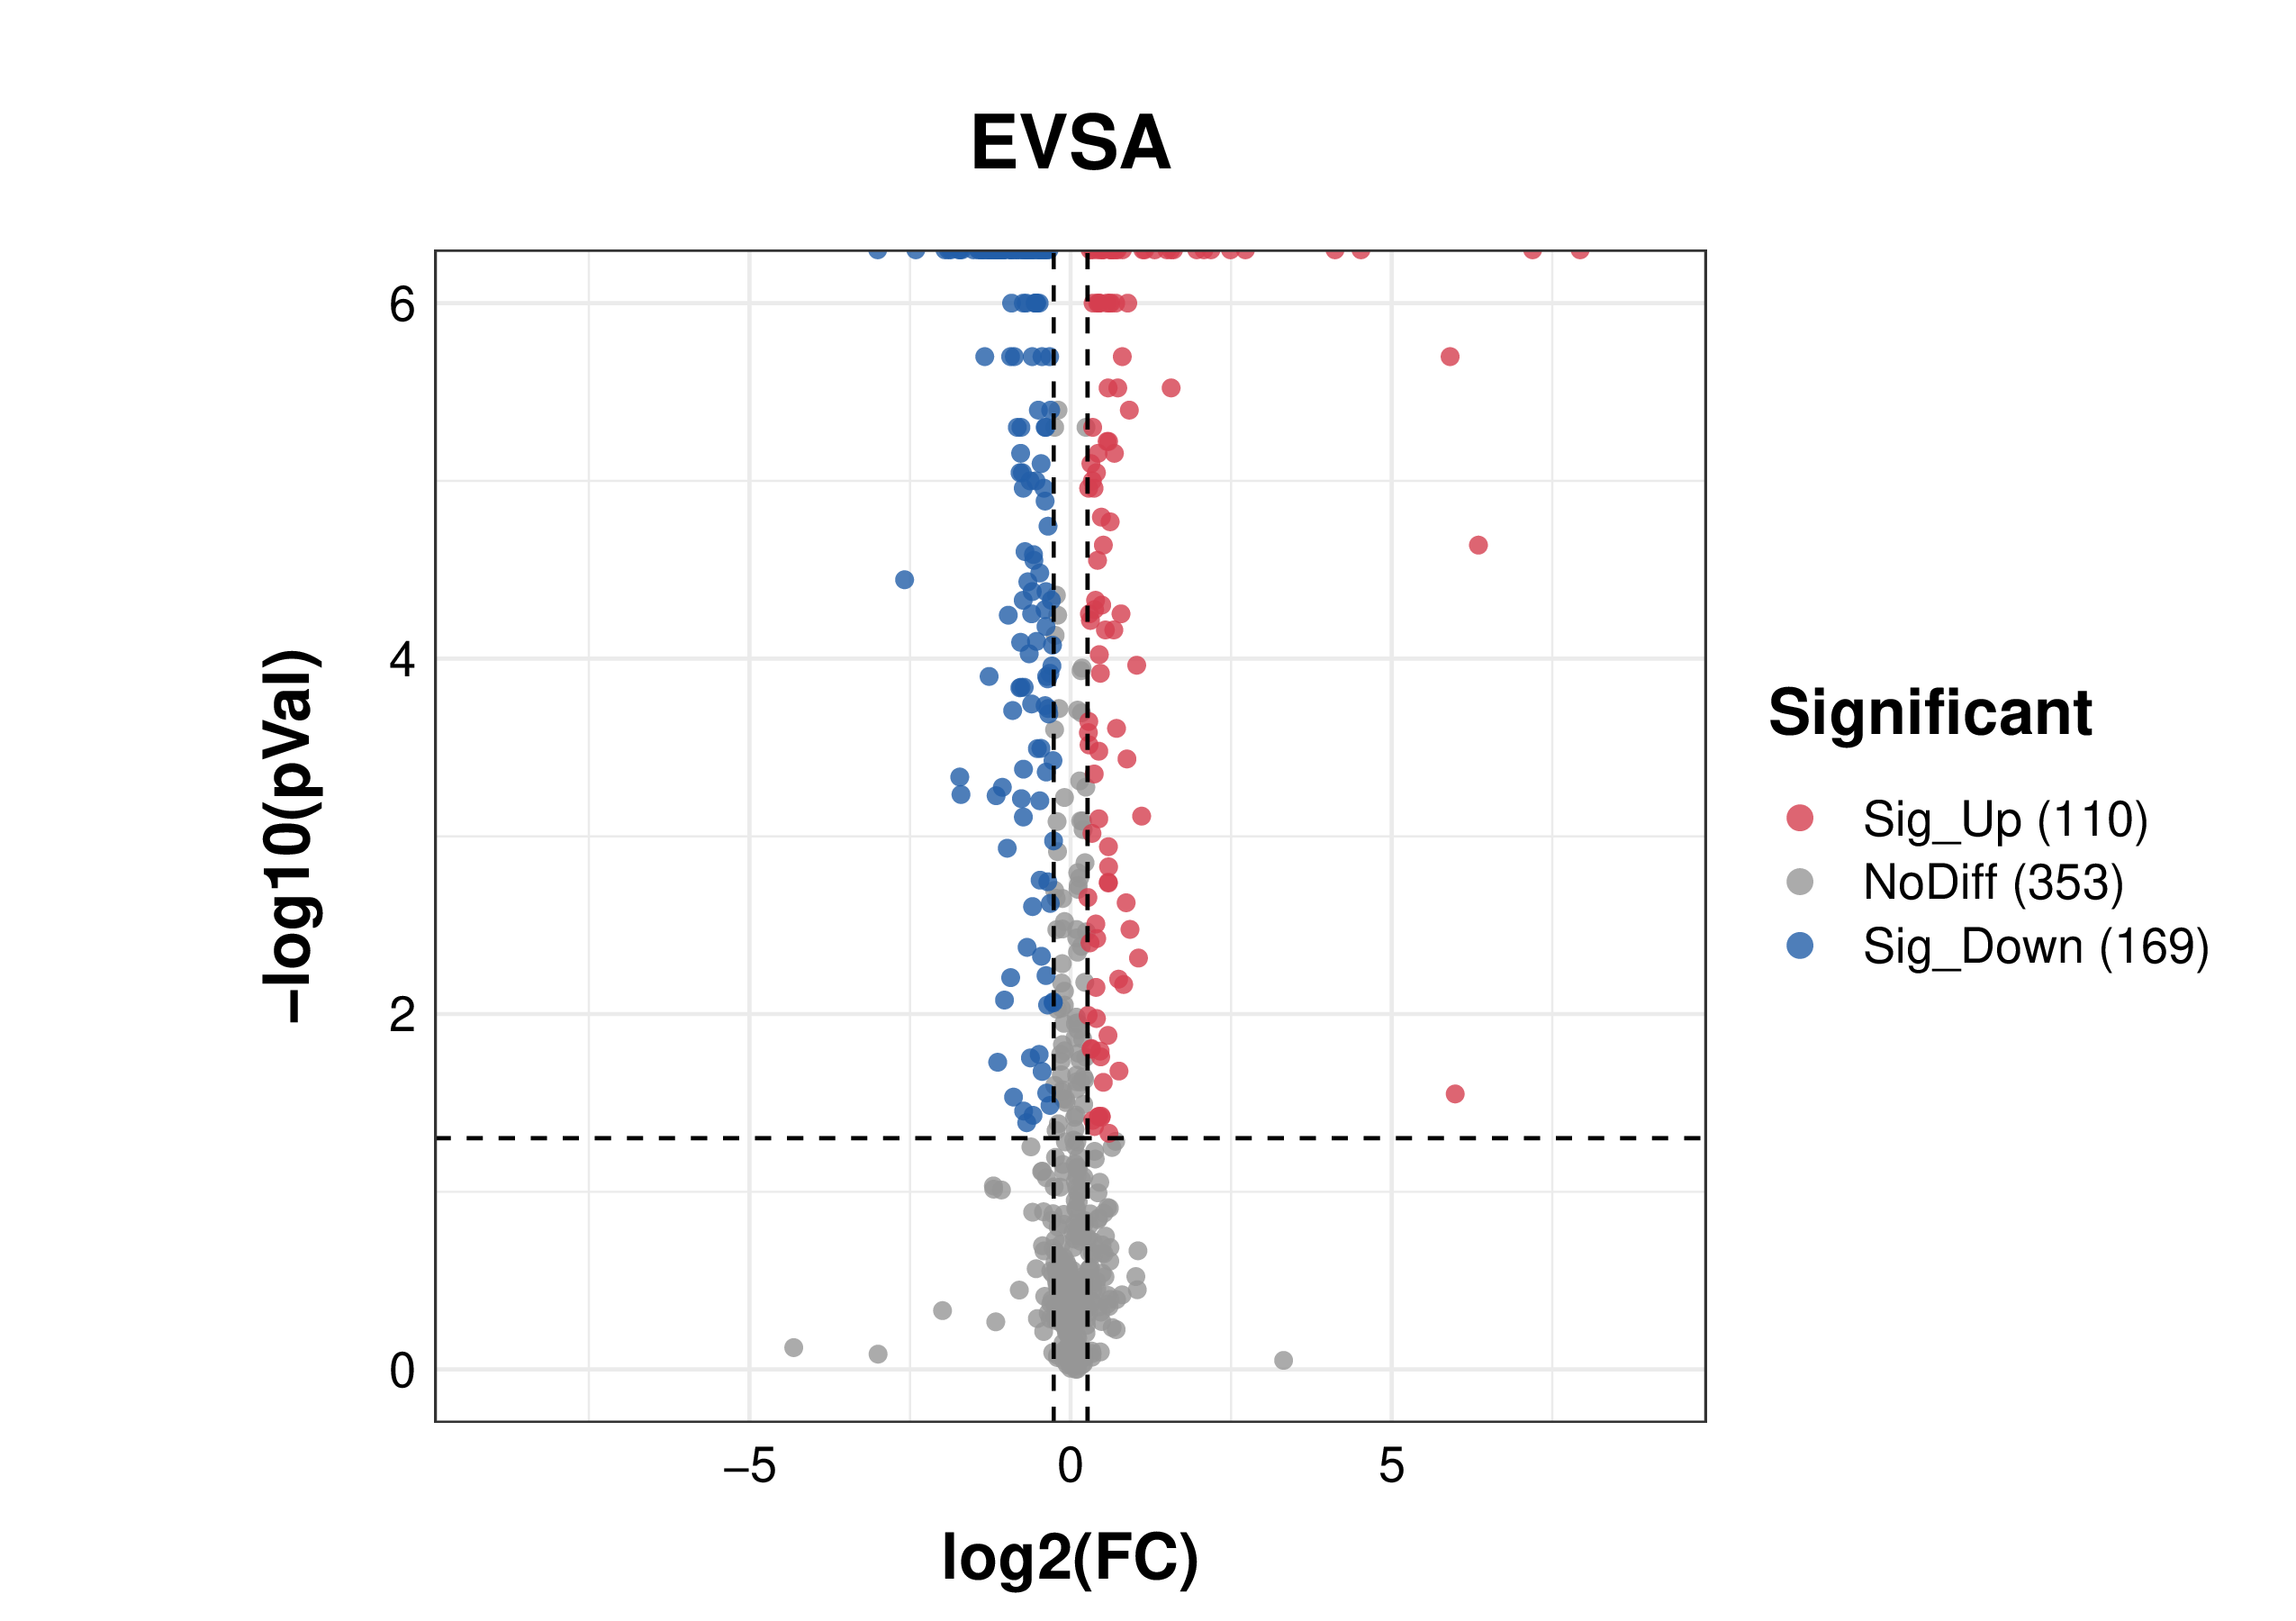 EVSA
6
4
2
0
−log10(pVal)
−5
0
5
log2(FC)
Significant
Sig_Up (110)
NoDiff (353)
Sig_Down (169)